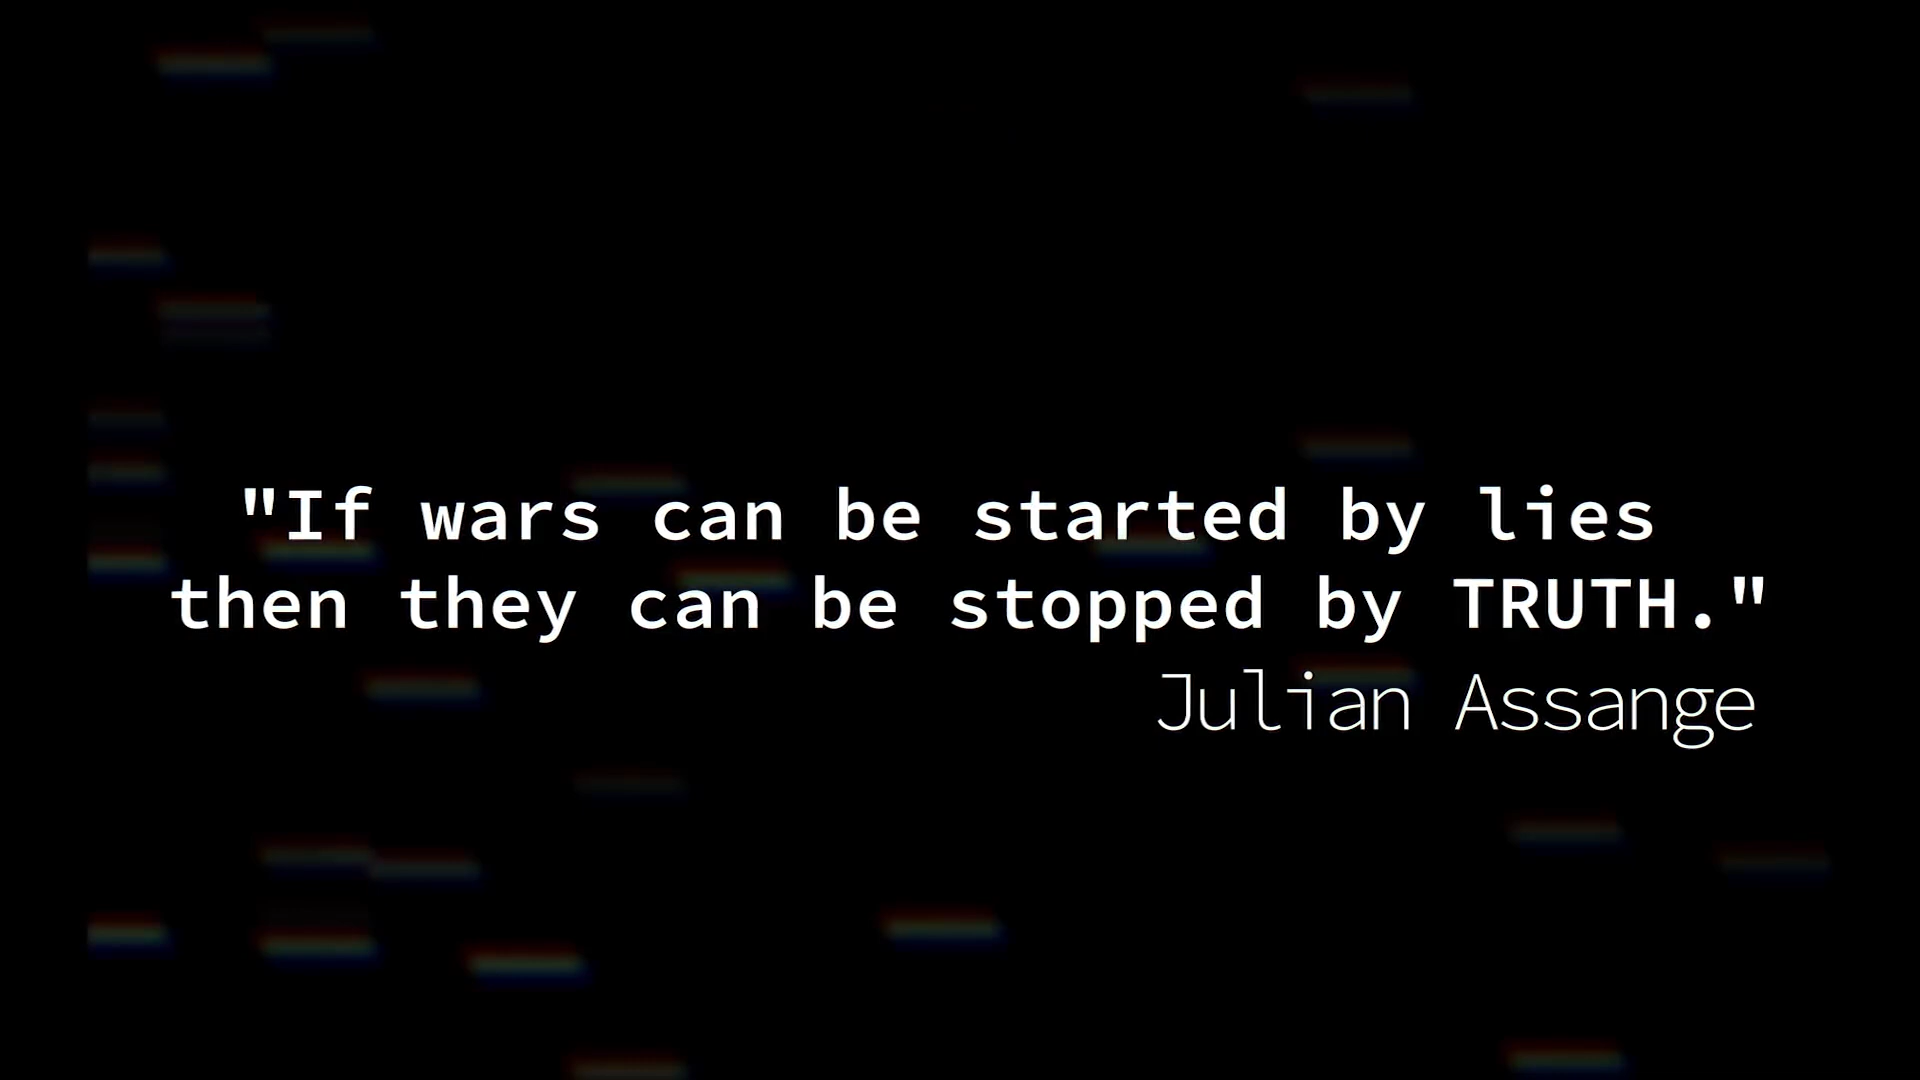 "If wars can be started by lies
then they can be stopped by TRUTH."
Julian Assange